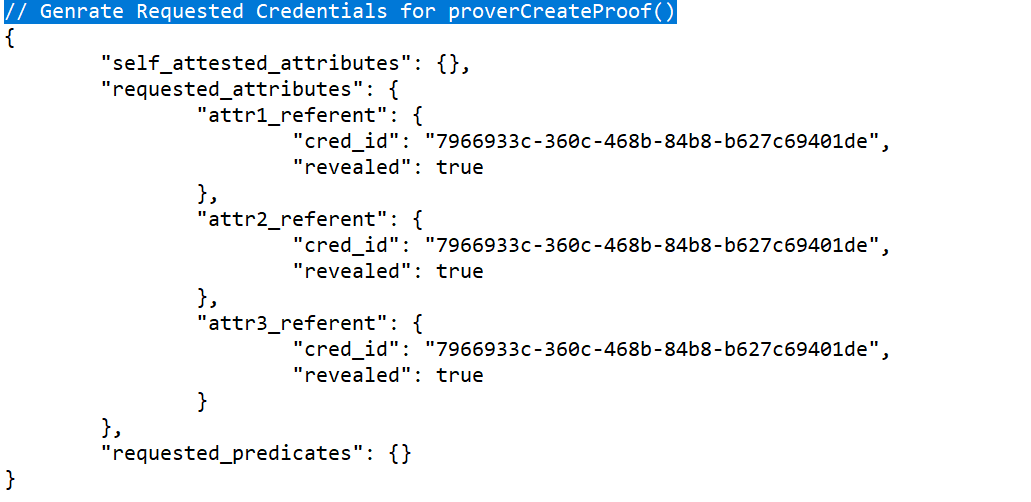 // Genrate Requested Credentials for proverCreateProof()
{
        "self_attested_attributes": {},
        "requested_attributes": {
                "attr1_referent": {
                        "cred_id": "7966933c-360c-468b-84b8-b627c69401de",
                        "revealed": true
                },
                "attr2_referent": {
                        "cred_id": "7966933c-360c-468b-84b8-b627c69401de",
                        "revealed": true
                },
                "attr3_referent": {
                        "cred_id": "7966933c-360c-468b-84b8-b627c69401de",
                        "revealed": true
                }
        },
        "requested_predicates": {}
}